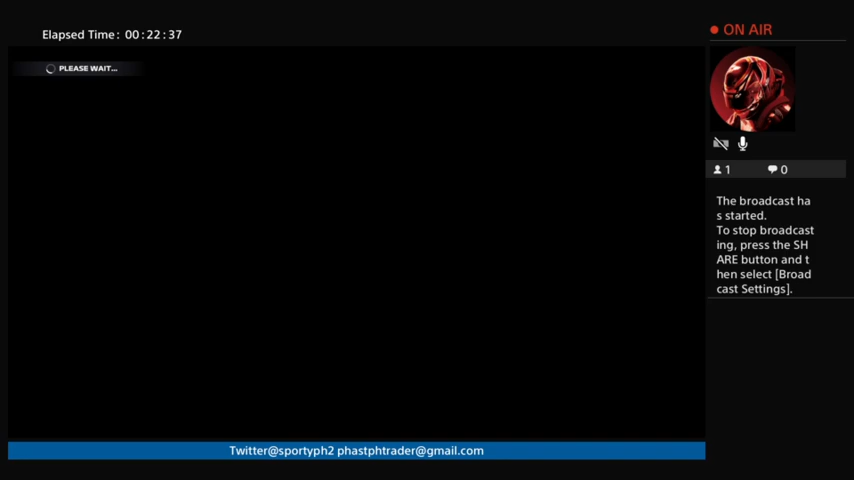 Elapsed Time: 00:22:37
ON AIR
PLEASE WAIT...
1 0
The broadcast ha
s started.
To stop broadcast
ing, press the SH
ARE button and t
hen select [Broad
cast Settings].
Twitter@sportyph2 phastphtrader@gmail.com